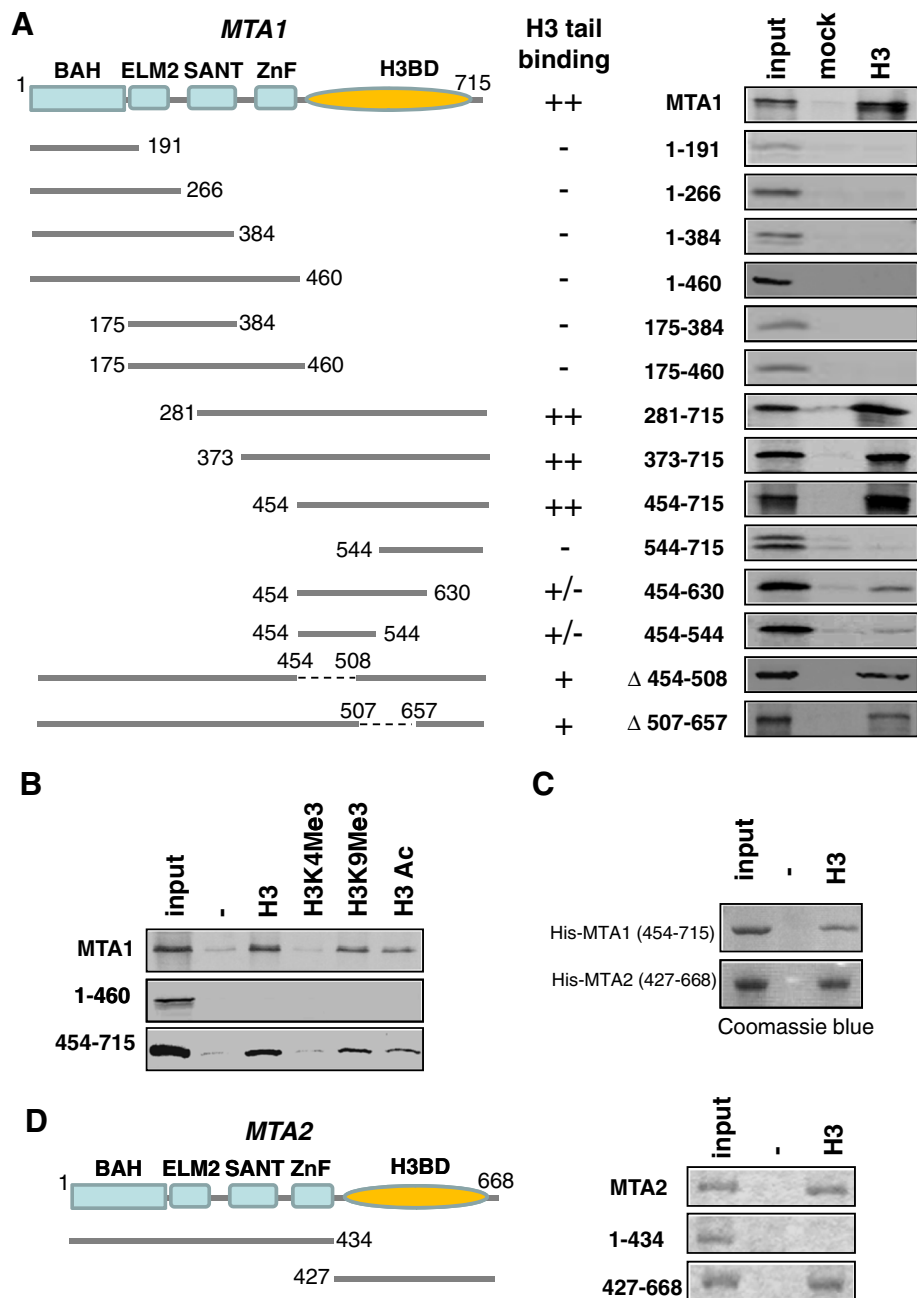 A
MTA1
H3 tail binding
input mock H3
1 BAH ELM2 SANT ZnF H3BD 715
++ MTA1
191 - 1-191
266 - 1-266
384 - 1-384
460 - 1-460
175 384 - 175-384
175 460 - 175-460
281 ++ 281-715
373 ++ 373-715
454 ++ 454-715
544 - 544-715
454 630 +/- 454-630
454 544 +/- 454-544
454 508 + Δ 454-508
507 657 + Δ 507-657
B
input - H3 H3K4Me3 H3K9Me3 H3 Ac
MTA1
1-460
454-715
C
input - H3
His-MTA1 (454-715)
His-MTA2 (427-668)
Coomassie blue
D
MTA2
1 BAH ELM2 SANT ZnF H3BD 668
434
427
input - H3
MTA2
1-434
427-668